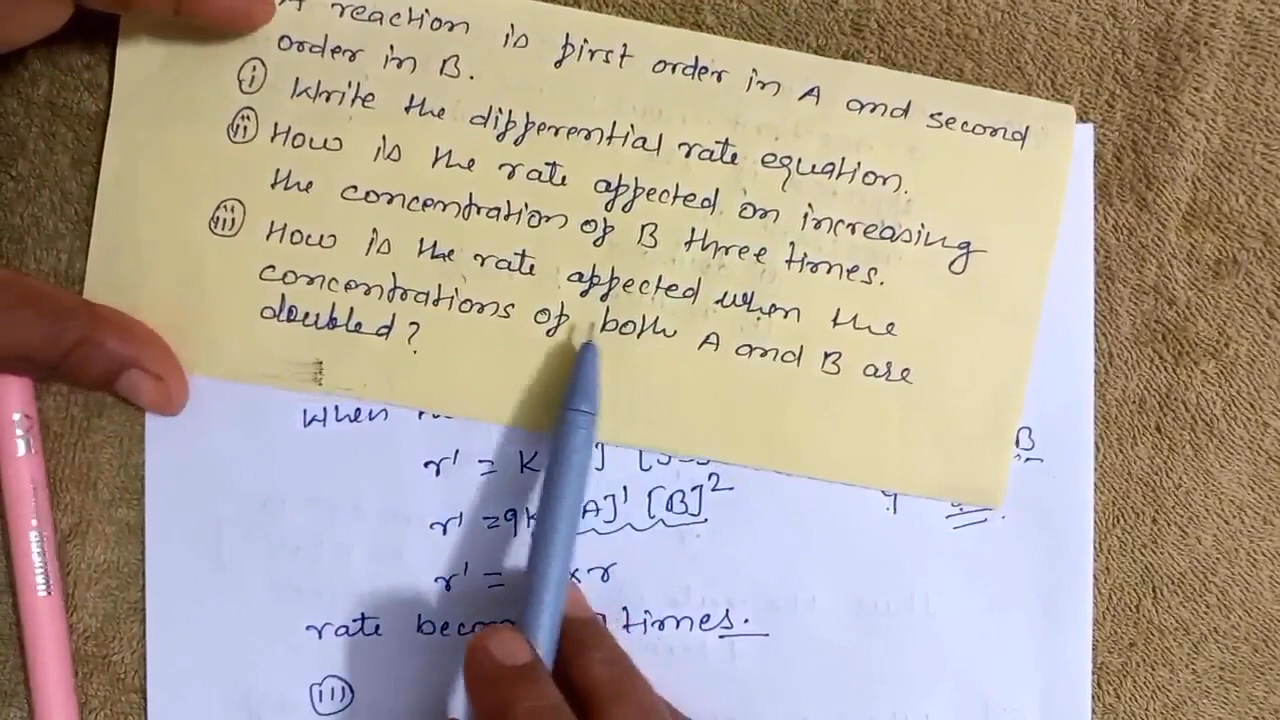 A reaction is first order in A and second
order in B.
(i) Write the differential rate equation.
(ii) How is the rate affected on increasing
the concentration of B three times.
(iii) How is the rate affected when the
concentrations of both A and B are
doubled?
When
B
r' = K
r' = 9K [A]¹ [B]²
r' = × r
rate times.
(iii)
HAUSER